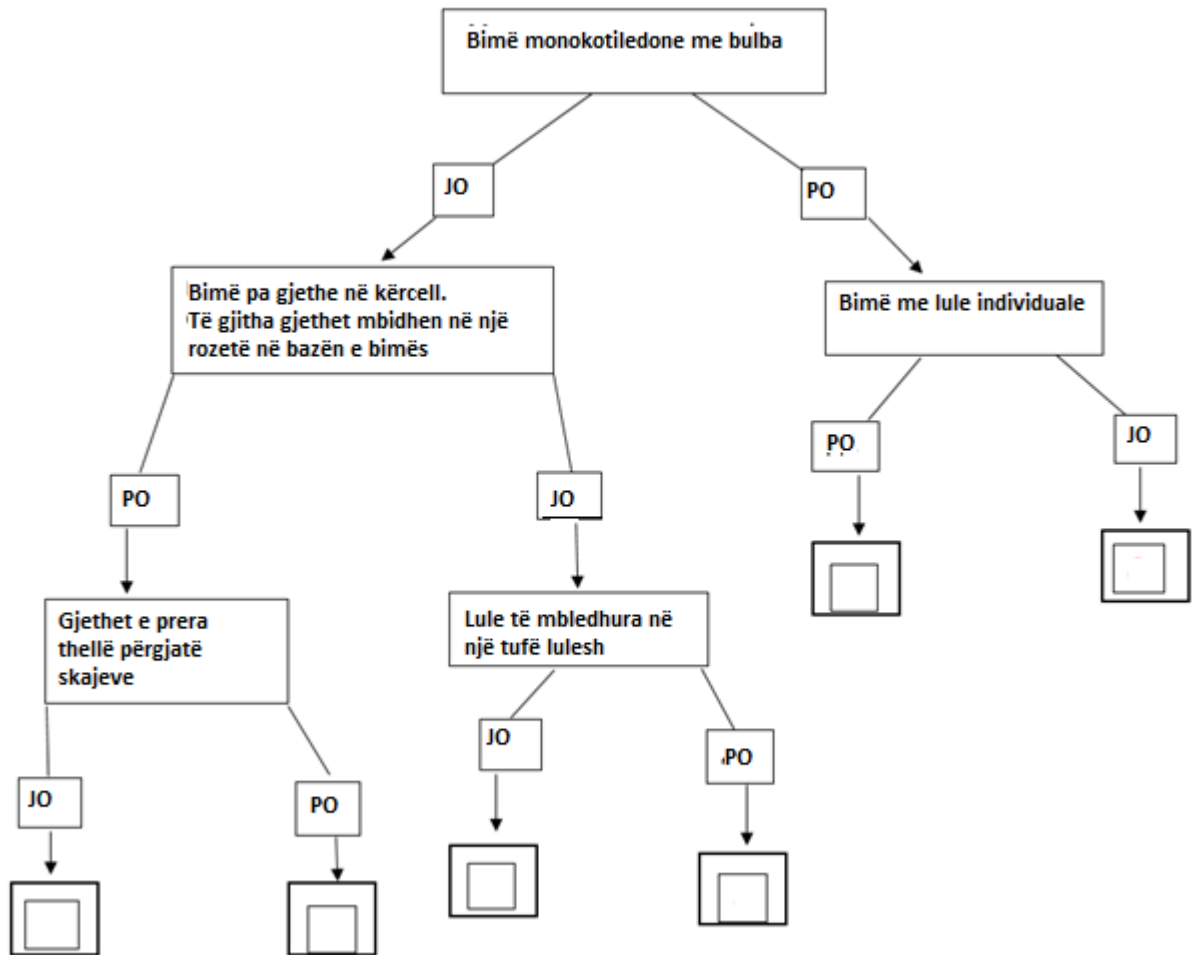 Bimë monokotiledone me bulba
JO
PO
Bimë pa gjethe në kërcell.
Të gjitha gjethet mbidhen në një
rozetë në bazën e bimës
Bimë me lule individuale
PO
JO
PO
JO
Gjethet e prera
thellë përgjatë
skajeve
Lule të mbledhura në
një tufë lulesh
JO
PO
JO
PO